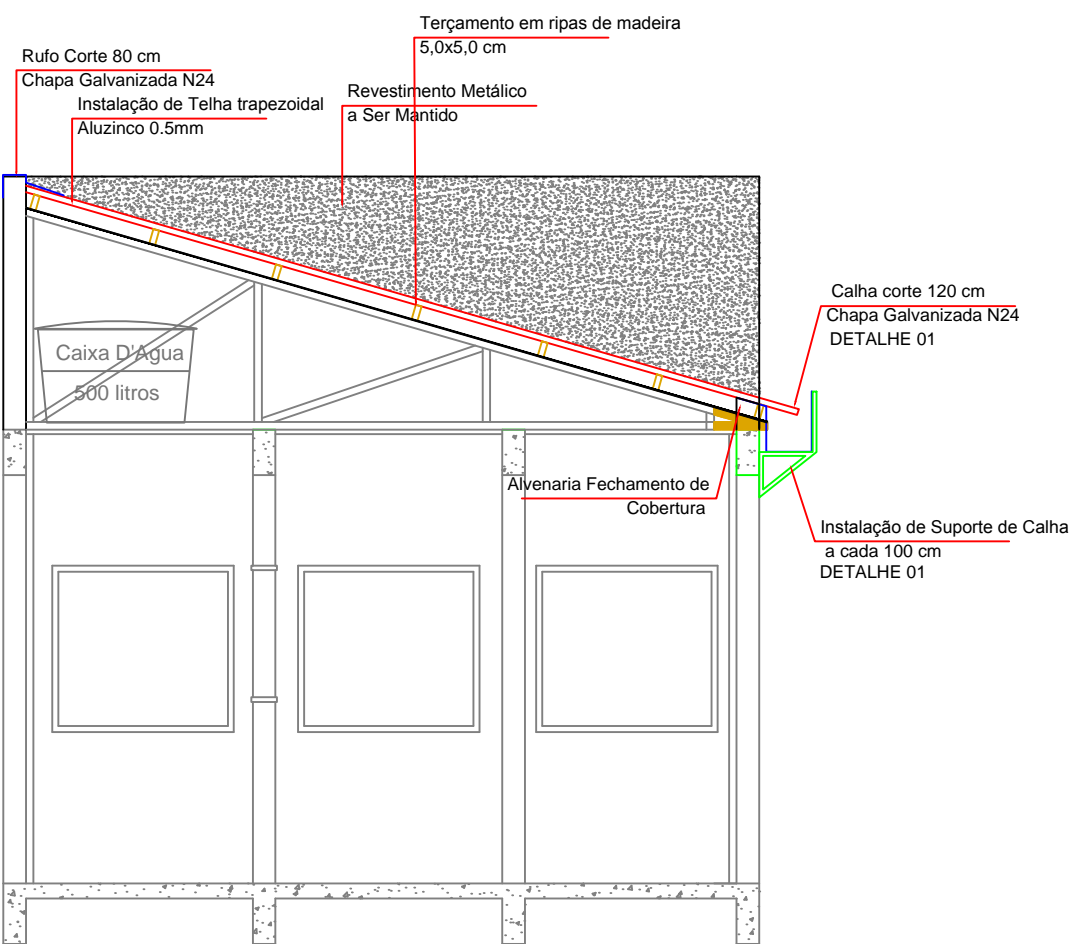 Terçamento em ripas de madeira
5,0x5,0 cm
Rufo Corte 80 cm
Chapa Galvanizada N24
Instalação de Telha trapezoidal
Aluzinco 0.5mm
Revestimento Metálico
a Ser Mantido
Calha corte 120 cm
Chapa Galvanizada N24
DETALHE 01
Caixa D'Agua
500 litros
Alvenaria Fechamento de
Cobertura
Instalação de Suporte de Calha
a cada 100 cm
DETALHE 01